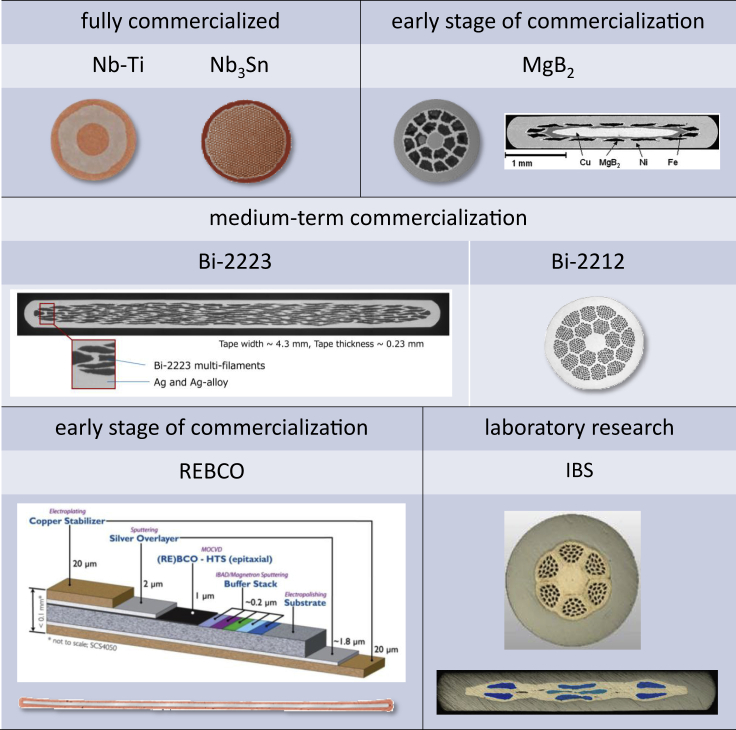 fully commercialized
early stage of commercialization
Nb-Ti
Nb₃Sn
MgB₂
1 mm
Cu
MgB₂
Ni
Fe
medium-term commercialization
Bi-2223
Bi-2212
Tape width ~ 4.3 mm, Tape thickness ~ 0.23 mm
Bi-2223 multi-filaments
Ag and Ag-alloy
early stage of commercialization
laboratory research
REBCO
IBS
Electroplating
Copper Stabilizer
Sputtering
Silver Overlayer
MOCVD
(RE)BCO - HTS (epitaxial)
IBAD/Magnetron Sputtering
Buffer Stack
Electropolishing
Substrate
20 μm
2 μm
1 μm
~0.2 μm
< 0.1 mm*
* not to scale; SCS4050
~1.8 μm
20 μm